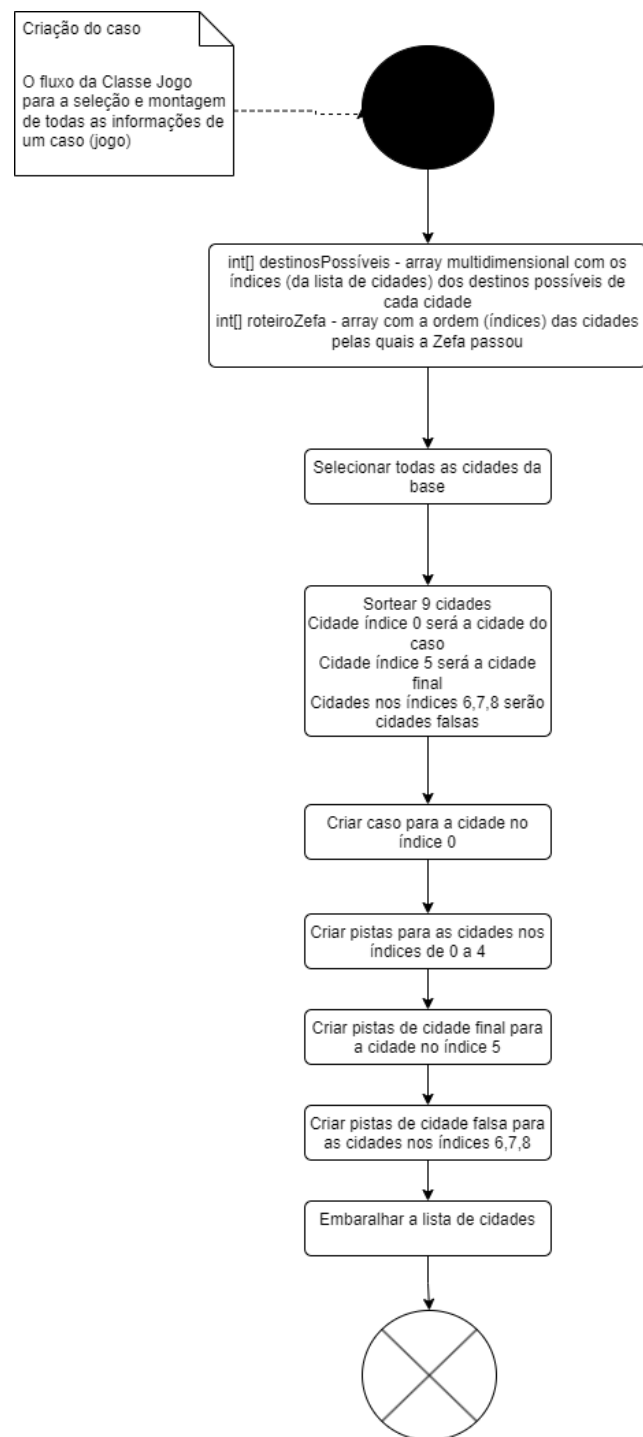 Criação do caso
O fluxo da Classe Jogo
para a seleção e montagem
de todas as informações de
um caso (jogo)
int[] destinosPossíveis - array multidimensional com os
índices (da lista de cidades) dos destinos possíveis de
cada cidade
int[] roteiroZefa - array com a ordem (índices) das cidades
pelas quais a Zefa passou
Selecionar todas as cidades da
base
Sortear 9 cidades
Cidade índice 0 será a cidade do
caso
Cidade índice 5 será a cidade
final
Cidades nos índices 6,7,8 serão
cidades falsas
Criar caso para a cidade no
índice 0
Criar pistas para as cidades nos
índices de 0 a 4
Criar pistas de cidade final para
a cidade no índice 5
Criar pistas de cidade falsa para
as cidades nos índices 6,7,8
Embaralhar a lista de cidades